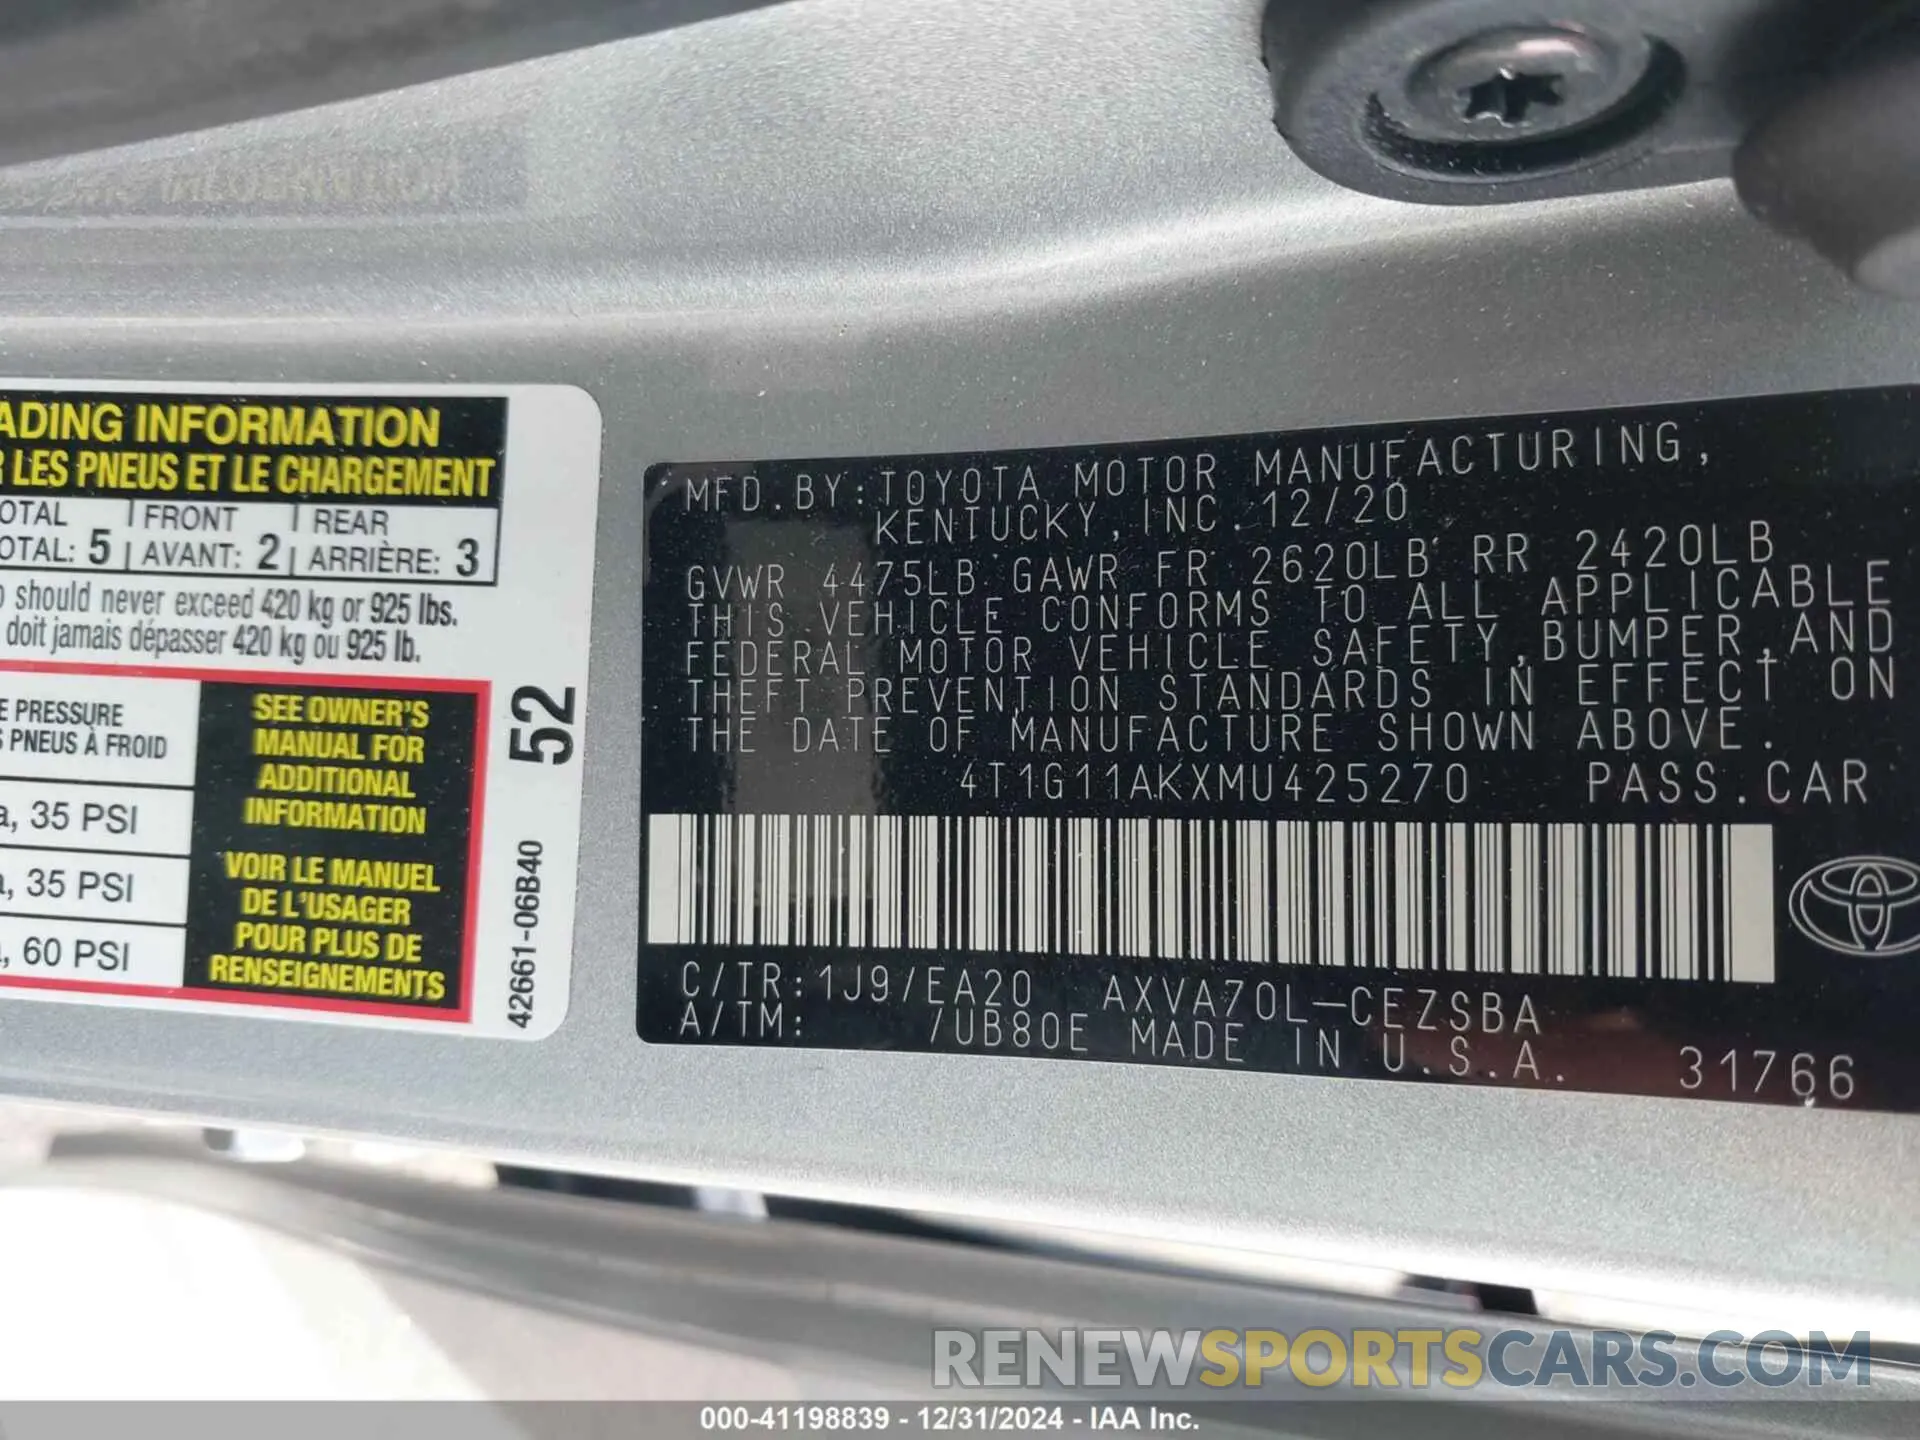 ADING INFORMATION
R LES PNEUS ET LE CHARGEMENT
OTAL FRONT REAR
OTAL: 5 AVANT: 2 ARRIÈRE: 3
o should never exceed 420 kg or 925 lbs.
doit jamais dépasser 420 kg ou 925 lb.
E PRESSURE
S PNEUS À FROID
a, 35 PSI
a, 35 PSI
, 60 PSI
SEE OWNER'S
MANUAL FOR
ADDITIONAL
INFORMATION
VOIR LE MANUEL
DE L'USAGER
POUR PLUS DE
RENSEIGNEMENTS
52
42661-06B40
MFD. BY: TOYOTA MOTOR MANUFACTURING,
KENTUCKY, INC. 12/20
GVWR 4475LB GAWR FR 2620LB RR 2420LB
THIS VEHICLE CONFORMS TO ALL APPLICABLE
FEDERAL MOTOR VEHICLE SAFETY, BUMPER, AND
THEFT PREVENTION STANDARDS IN EFFECT ON
THE DATE OF MANUFACTURE SHOWN ABOVE.
4T1G11AKXMU425270 PASS. CAR
C/TR: 1J9/EA20 AXVA70L-CEZSBA
A/TM: /UB80E MADE IN U.S.A. 31766
RENEWSPORTSCARS.COM
000-41198839 - 12/31/2024 - IAA Inc.